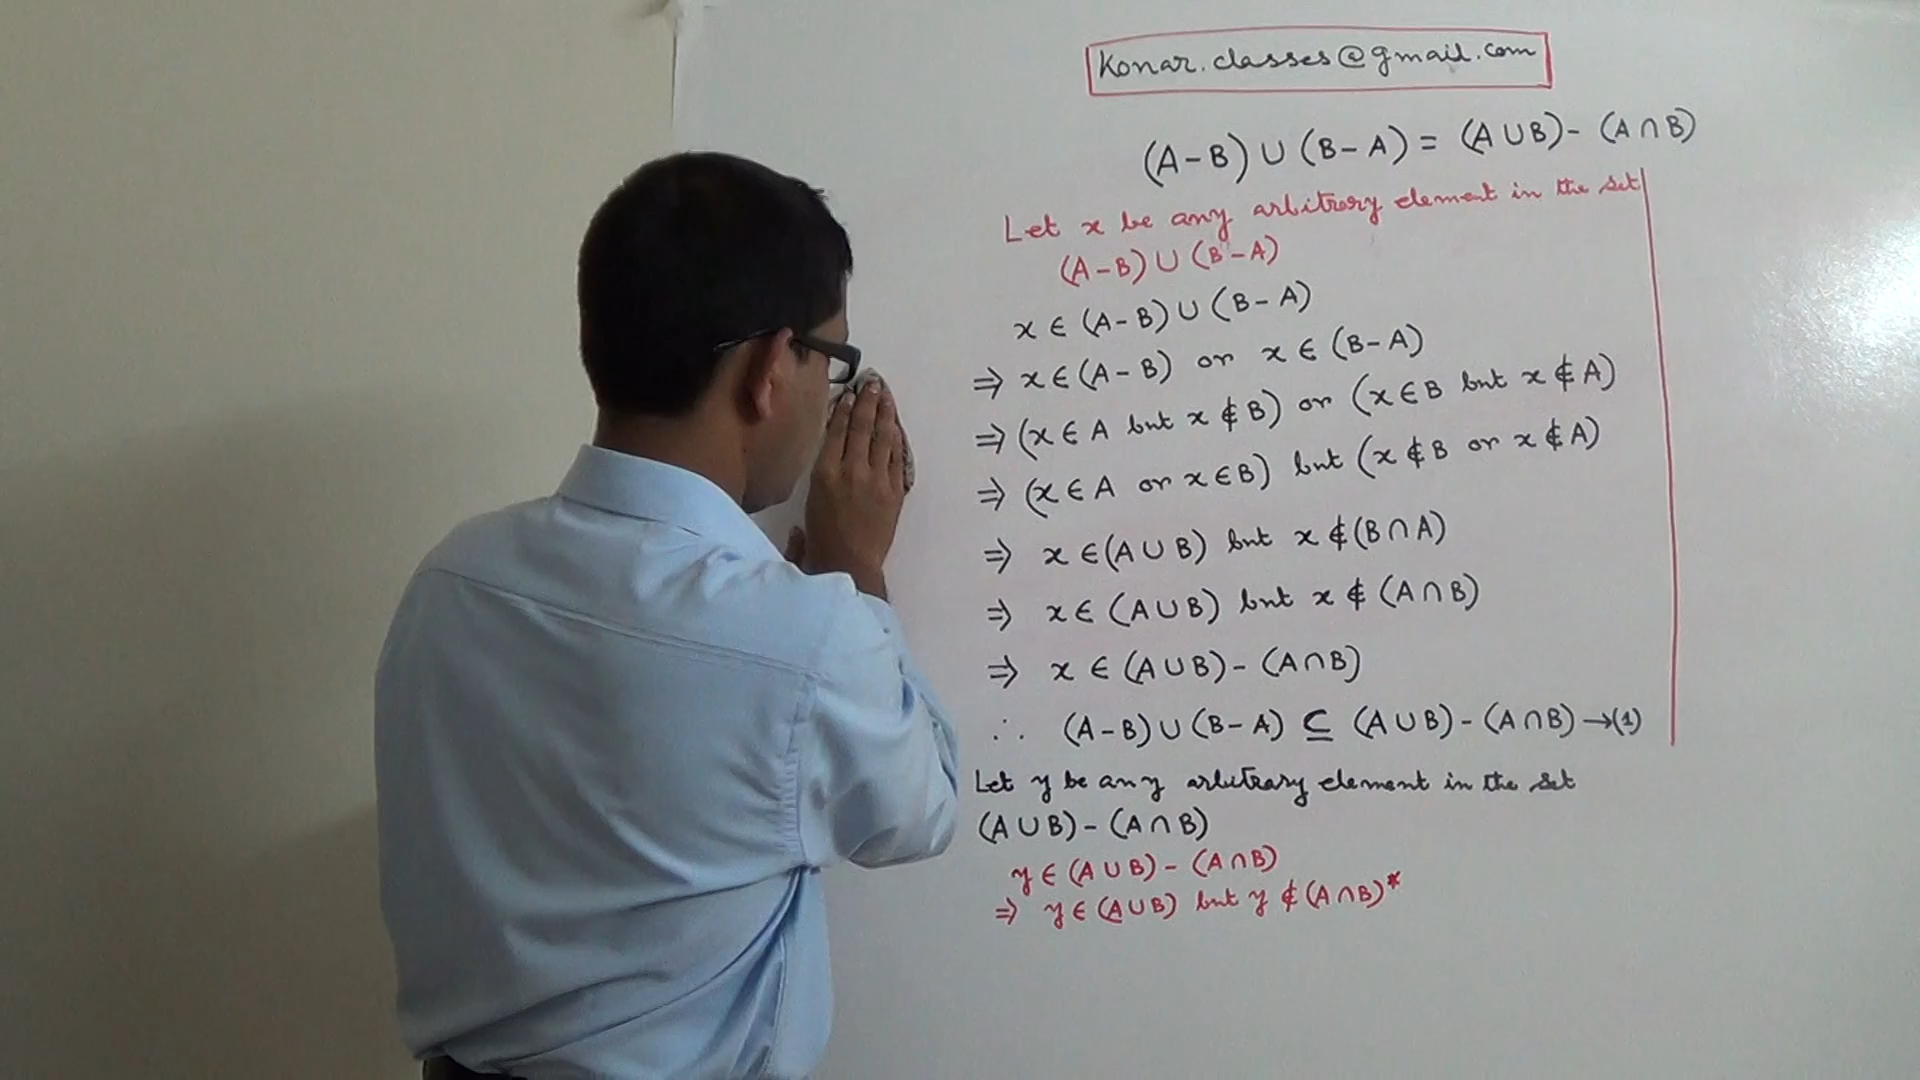 Konar.classes@gmail.com
(A-B) ∪ (B-A) = (A∪B)- (A∩B)
Let x be any arbitrary element in the set
(A-B) ∪ (B-A)
x ∈ (A-B) ∪ (B-A)
⇒ x ∈ (A-B) or x ∈ (B-A)
⇒ (x ∈ A but x ∉ B) or (x ∈ B but x ∉ A)
⇒ (x ∈ A or x ∈ B) but (x ∉ B or x ∉ A)
⇒ x ∈ (A∪B) but x ∉ (B∩A)
⇒ x ∈ (A∪B) but x ∉ (A∩B)
⇒ x ∈ (A∪B)- (A∩B)
∴ (A-B) ∪ (B-A) ⊆ (A∪B)- (A∩B) →(1)
Let y be any arbitrary element in the set
(A∪B)- (A∩B)
y ∈ (A∪B)- (A∩B)
⇒ y ∈ (A∪B) but y ∉ (A∩B)*